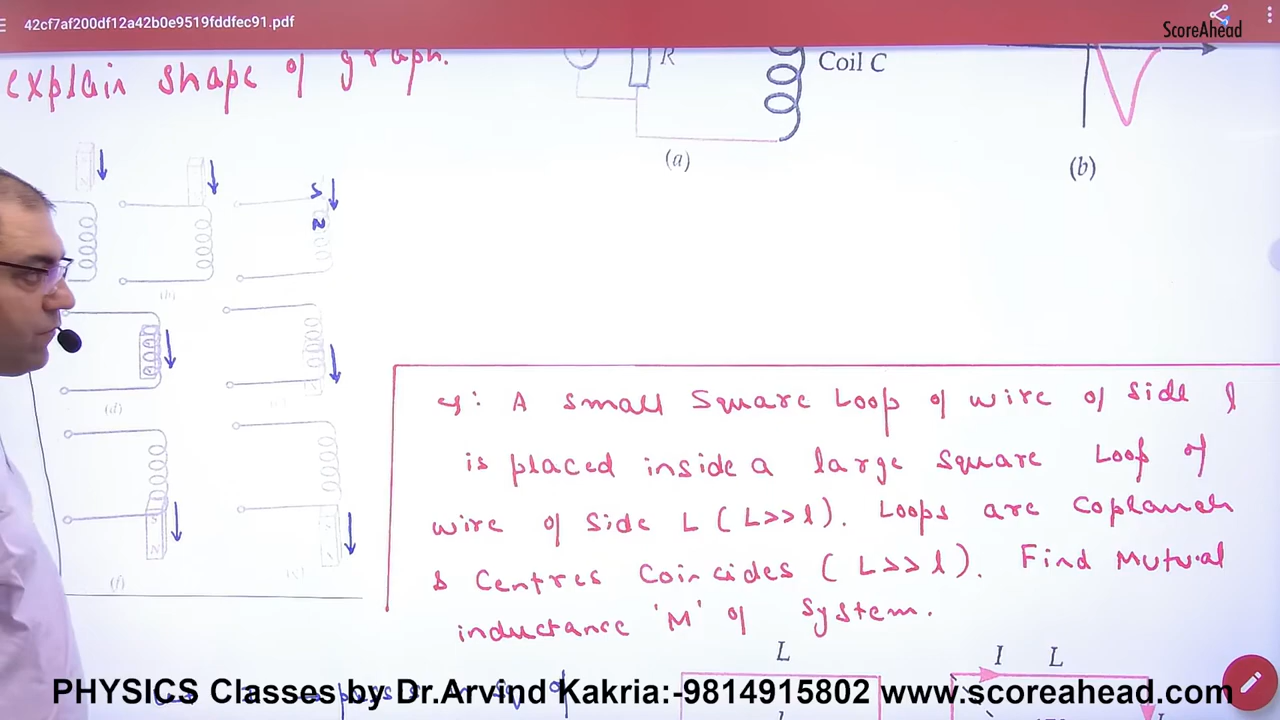 42cf7af200df12a42b0e9519fddfec91.pdf
ScoreAhead
explain shape of graph.
R
Coil C
(a)
(b)
S
N
(b)
(d)
(f)
eg: A small Square Loop of wire of Side l
is placed inside a large square Loop of
wire of Side L (L>>l). Loops are coplanar
& Centres Coincides (L>>l). Find Mutual
inductance 'M' of System.
L
I L
PHYSICS Classes by Dr.Arvind Kakria:-9814915802 www.scoreahead.com